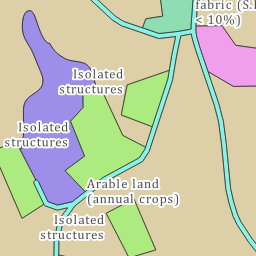 fabric (S.
< 10%)
Isolated
structures
Isolated
structures
Arable land
(annual crops)
Isolated
structures